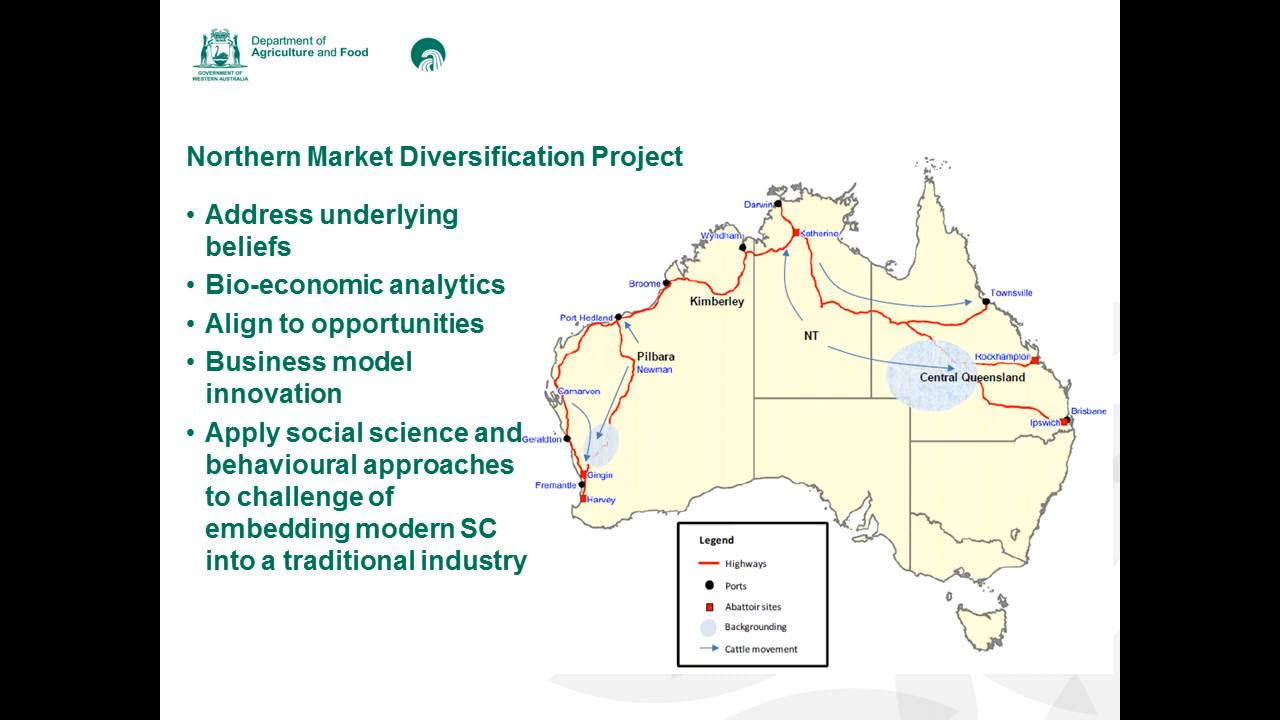 Department of
Agriculture and Food
GOVERNMENT OF
WESTERN AUSTRALIA
Northern Market Diversification Project
• Address underlying
beliefs
• Bio-economic analytics
• Align to opportunities
• Business model
innovation
• Apply social science and
behavioural approaches
to challenge of
embedding modern SC
into a traditional industry
Darwin
Katherine
Wyndham
Broome
Kimberley
Townsville
Port Hedland
NT
Pilbara
Newman
Rockhampton
Central Queensland
Carnarvon
Brisbane
Ipswich
Geraldton
Gingin
Fremantle
Harvey
Legend
Highways
Ports
Abattoir sites
Backgrounding
Cattle movement